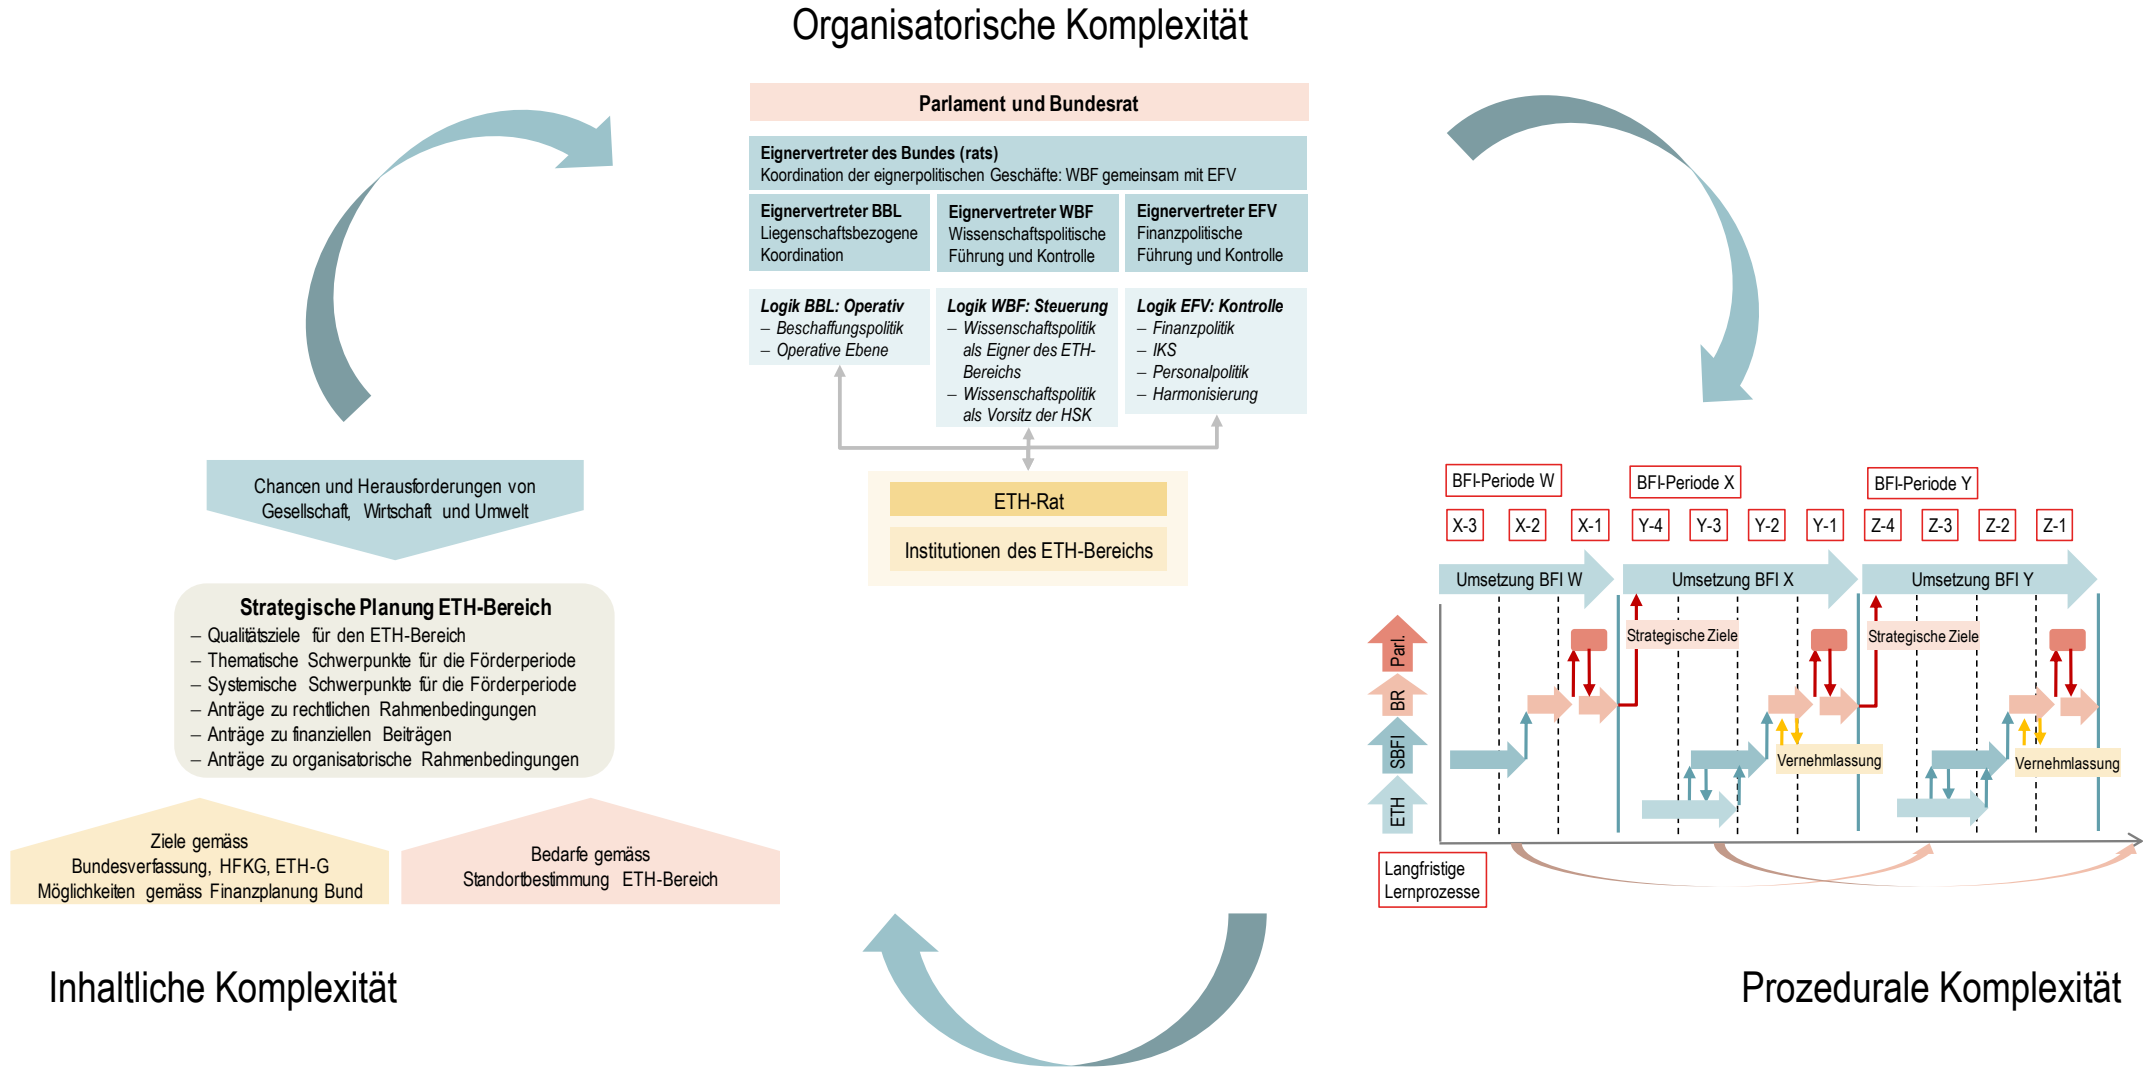 Organisatorische Komplexität
Parlament und Bundesrat
Eignervertreter des Bundes (rats)
Koordination der eignerpolitischen Geschäfte: WBF gemeinsam mit EFV
Eignervertreter BBL
Liegenschaftsbezogene
Koordination
Eignervertreter WBF
Wissenschaftspolitische
Führung und Kontrolle
Eignervertreter EFV
Finanzpolitische
Führung und Kontrolle
Logik BBL: Operativ
– Beschaffungspolitik
– Operative Ebene
Logik WBF: Steuerung
– Wissenschaftspolitik
als Eigner des ETH-
Bereichs
– Wissenschaftspolitik
als Vorsitz der HSK
Logik EFV: Kontrolle
– Finanzpolitik
– IKS
– Personalpolitik
– Harmonisierung
ETH-Rat
Institutionen des ETH-Bereichs
Chancen und Herausforderungen von
Gesellschaft, Wirtschaft und Umwelt
Strategische Planung ETH-Bereich
– Qualitätsziele für den ETH-Bereich
– Thematische Schwerpunkte für die Förderperiode
– Systemische Schwerpunkte für die Förderperiode
– Anträge zu rechtlichen Rahmenbedingungen
– Anträge zu finanziellen Beiträgen
– Anträge zu organisatorische Rahmenbedingungen
Ziele gemäss
Bundesverfassung, HFKG, ETH-G
Möglichkeiten gemäss Finanzplanung Bund
Bedarfe gemäss
Standortbestimmung ETH-Bereich
Inhaltliche Komplexität
BFI-Periode W
BFI-Periode X
BFI-Periode Y
X-3
X-2
X-1
Y-4
Y-3
Y-2
Y-1
Z-4
Z-3
Z-2
Z-1
Umsetzung BFI W
Umsetzung BFI X
Umsetzung BFI Y
Parl.
BR
SBFI
ETH
Strategische Ziele
Strategische Ziele
Vernehmlassung
Vernehmlassung
Langfristige
Lernprozesse
Prozedurale Komplexität